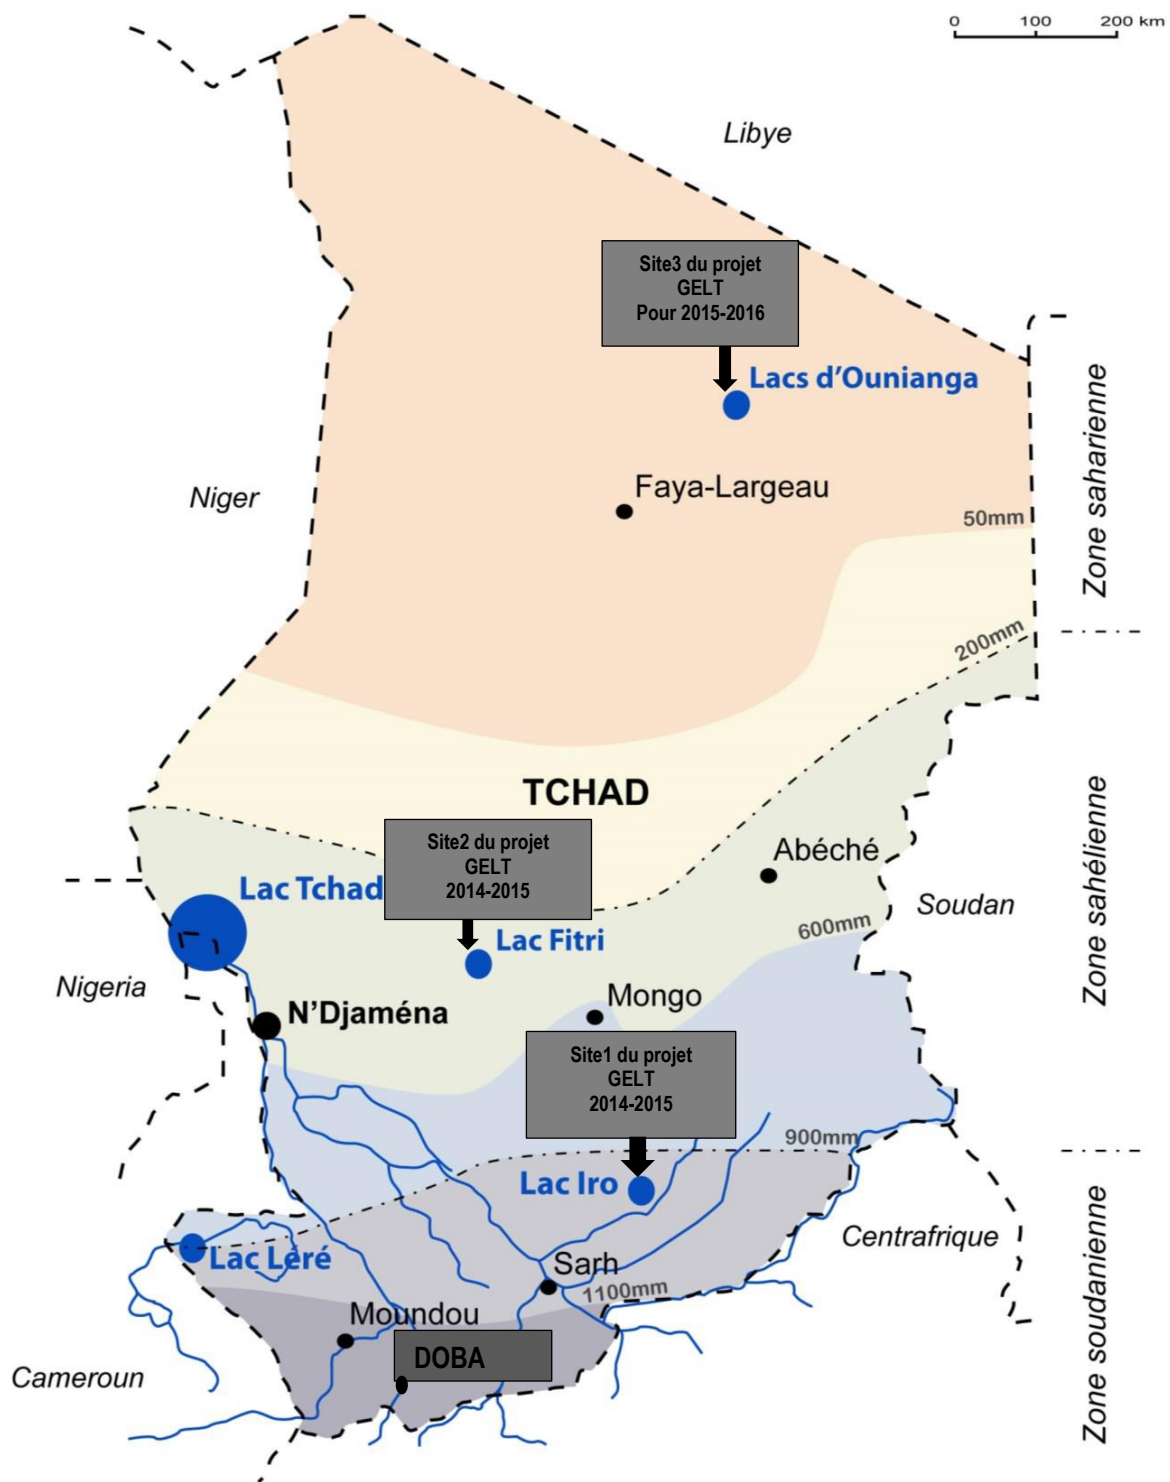 0 100 200 km
Libye
Site3 du projet
GELT
Pour 2015-2016
Lacs d’Ounianga
Niger
Faya-Largeau
50mm
Zone saharienne
200mm
TCHAD
Site2 du projet
GELT
2014-2015
Abéché
Lac Tchad
Soudan
Zone sahélienne
600mm
Lac Fitri
Nigeria
Mongo
N’Djaména
Site1 du projet
GELT
2014-2015
900mm
Lac Iro
Centrafrique
Lac Léré
Sarh
1100mm
Moundou
Zone soudanienne
DOBA
Cameroun